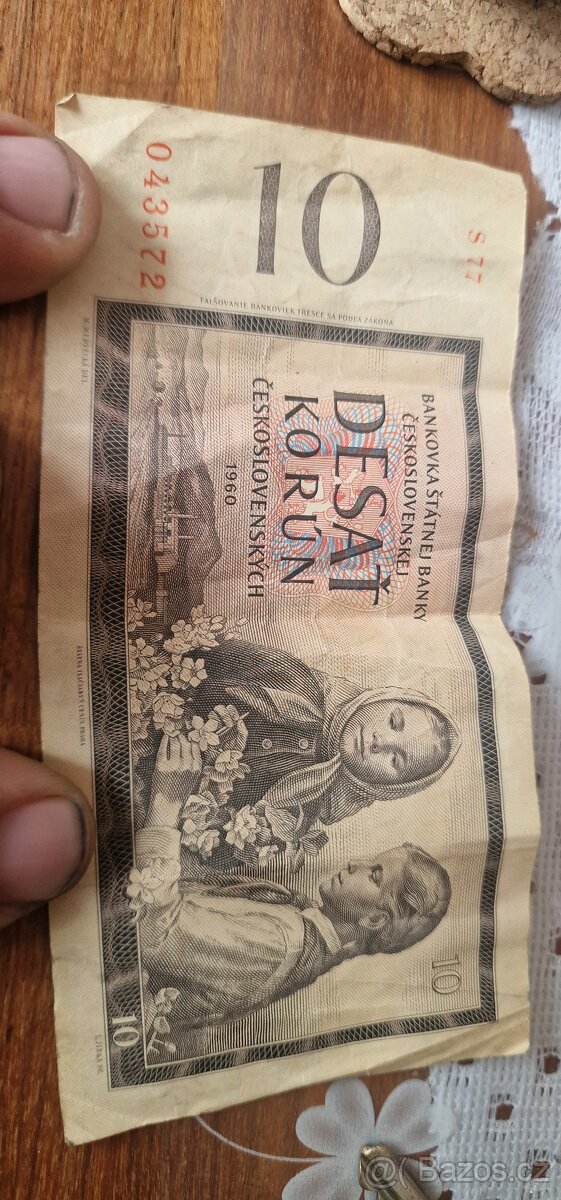 S 77
043572
10
FALŠOVANIE BANKOVIEK TRESCE SA PODĽA ZÁKONA
BANKOVKA ŠTÁTNEJ BANKY
ČESKOSLOVENSKEJ
DESAŤ
KORÚN
ČESKOSLOVENSKÝCH
1960
10
10
@ Bazos.cz